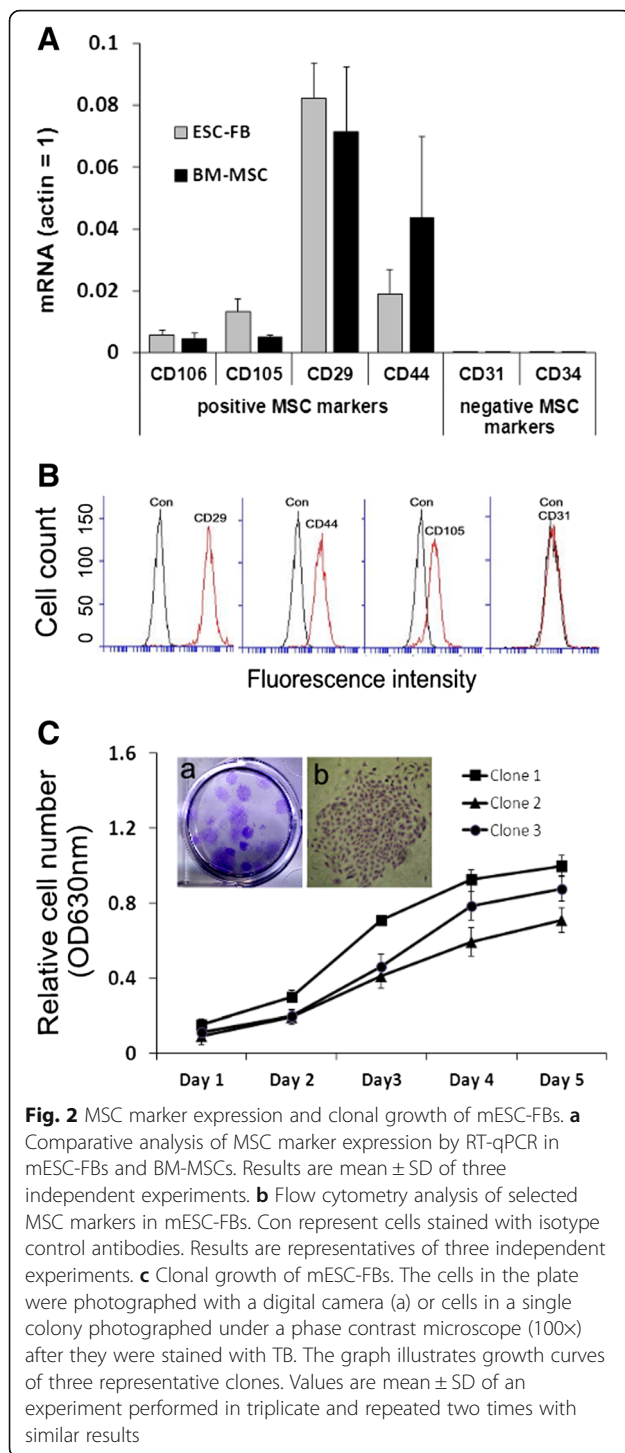 A
0.1
0.08
0.06
0.04
0.02
0
mRNA (actin = 1)
ESC-FB
BM-MSC
CD106 CD105 CD29 CD44 CD31 CD34
positive MSC markers negative MSC
markers
B
Cell count
150
100
50
0
Con
CD29
Con
CD44
Con
CD105
Con
CD31
Fluorescence intensity
C
Relative cell number
(OD630nm)
1.6
1.2
0.8
0.4
0
a
b
Clone 1
Clone 2
Clone 3
Day 1 Day 2 Day3 Day 4 Day 5
Fig. 2 MSC marker expression and clonal growth of mESC-FBs. a
Comparative analysis of MSC marker expression by RT-qPCR in
mESC-FBs and BM-MSCs. Results are mean ± SD of three
independent experiments. b Flow cytometry analysis of selected
MSC markers in mESC-FBs. Con represent cells stained with isotype
control antibodies. Results are representatives of three independent
experiments. c Clonal growth of mESC-FBs. The cells in the plate
were photographed with a digital camera (a) or cells in a single
colony photographed under a phase contrast microscope (100×)
after they were stained with TB. The graph illustrates growth curves
of three representative clones. Values are mean ± SD of an
experiment performed in triplicate and repeated two times with
similar results